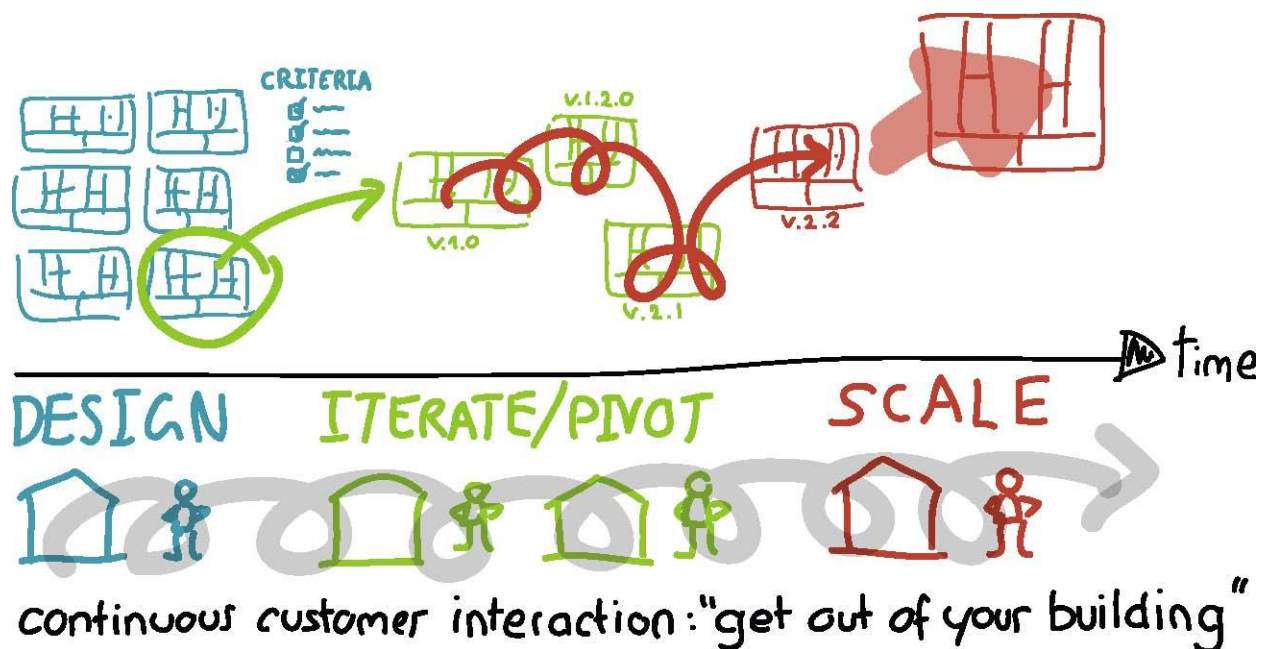 CRITERIA
v.1.0
v.1.2.0
v.2.1
v.2.2
time
DESIGN
ITERATE/PIVOT
SCALE
continuous customer interaction: "get out of your building"